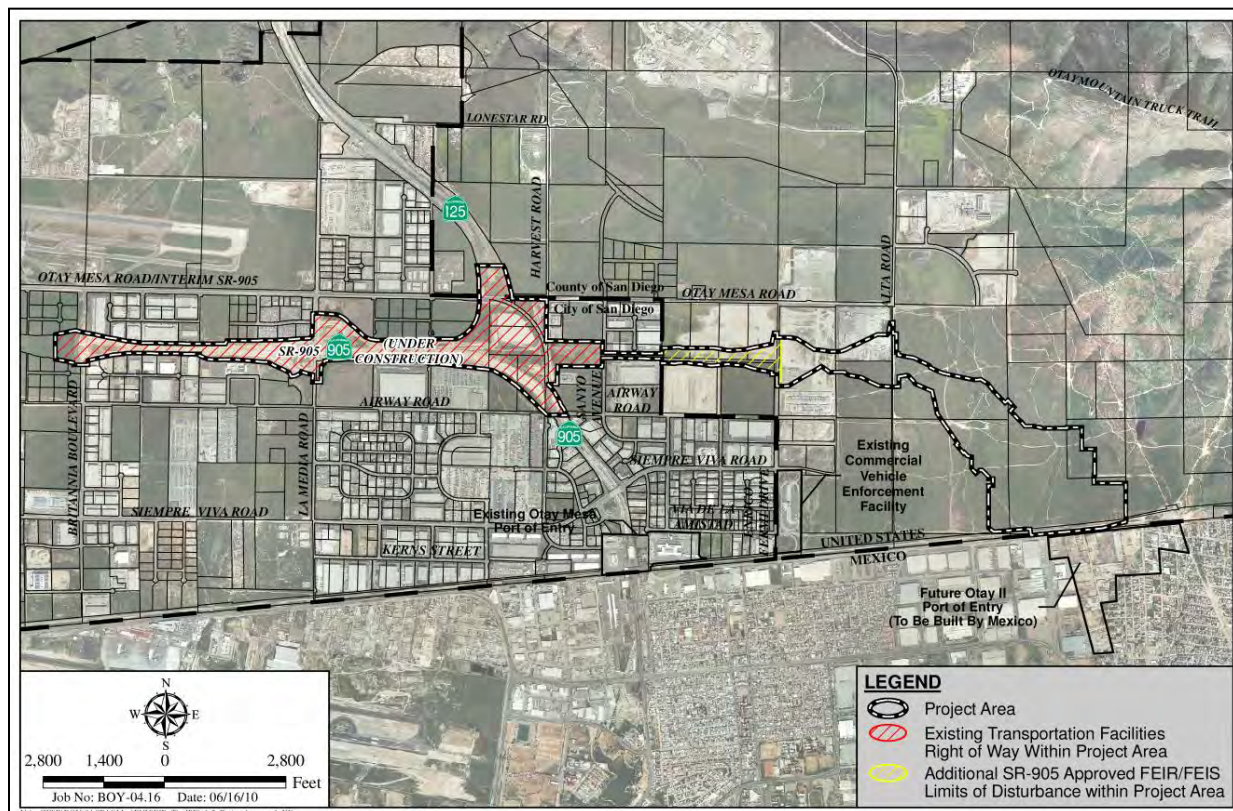 OTAY MOUNTAIN TRUCK TRAIL
LONESTAR RD
HARVEST ROAD
125
ALTA ROAD
OTAY MESA ROAD/INTERIM SR-905
County of San Diego
City of San Diego
OTAY MESA ROAD
SR-905
905
(UNDER
CONSTRUCTION)
BRITANNIA BOULEVARD
LA MEDIA ROAD
AIRWAY ROAD
SANYO
AVENUE
AIRWAY
ROAD
905
SIEMPRE VIVA ROAD
Existing
Commercial
Vehicle
Enforcement
Facility
SIEMPRE VIVA ROAD
Existing Otay Mesa
Port of Entry
VIA DE LA
AMISTAD
ENRICO
FERMI DRIVE
KERNS STREET
UNITED STATES
MEXICO
Future Otay II
Port of Entry
(To Be Built By Mexico)
N
W
E
S
2,800
1,400
0
2,800
Feet
Job No: BOY-04.16 Date: 06/16/10
LEGEND
Project Area
Existing Transportation Facilities
Right of Way Within Project Area
Additional SR-905 Approved FEIR/FEIS
Limits of Disturbance within Project Area